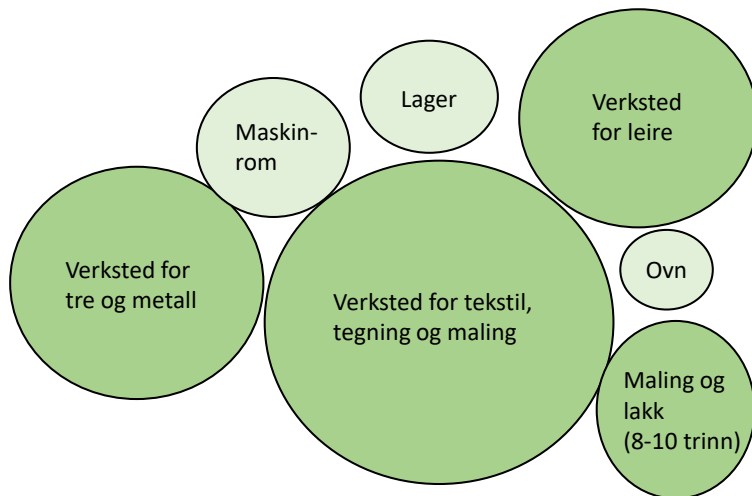 Maskin-
rom
Lager
Verksted
for leire
Verksted for
tre og metall
Verksted for tekstil,
tegning og maling
Ovn
Maling og
lakk
(8-10 trinn)